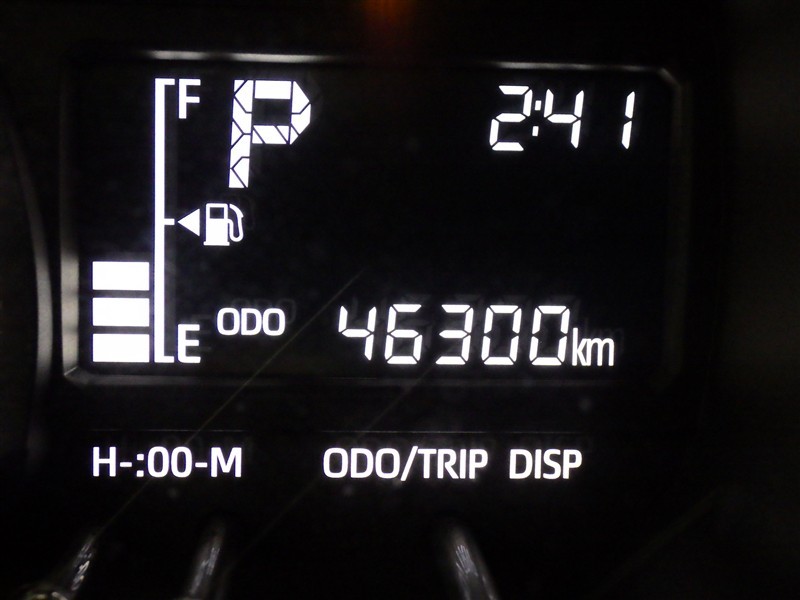 F
P 2:41
ODO 46300km
E
H-:00-M ODO/TRIP DISP